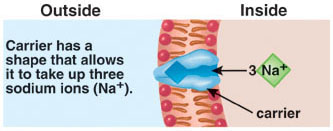 Outside Inside
Carrier has a
shape that allows
it to take up three
sodium ions (Na⁺).
3 Na⁺
carrier